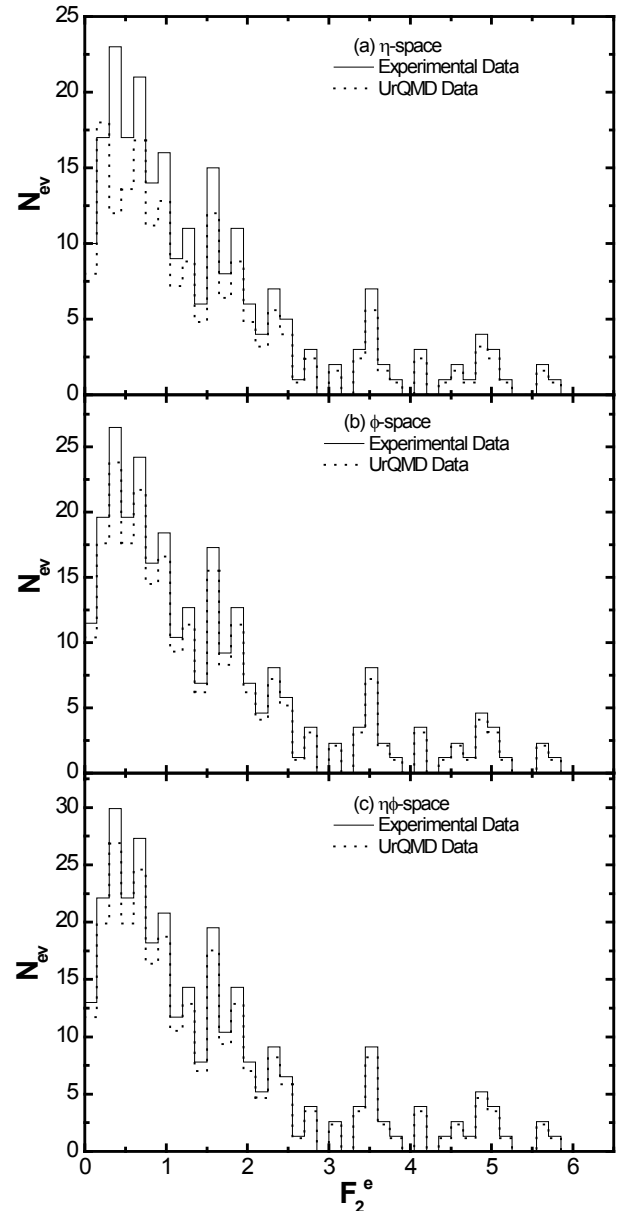 25
(a) η-space
Experimental Data
UrQMD Data
20
15
N_ev
10
5
0
(b) ϕ-space
25
Experimental Data
UrQMD Data
20
15
N_ev
10
5
0
30
(c) ηϕ-space
Experimental Data
25
UrQMD Data
20
N_ev
15
10
5
0
0 1 2 3 4 5 6
F_2^e